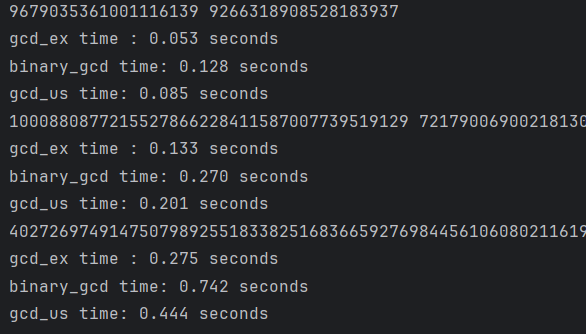 9679035361001116139 9266318908528183937
gcd_ex time : 0.053 seconds
binary_gcd time: 0.128 seconds
gcd_us time: 0.085 seconds
1000880877215527866228411587007739519129 72179006900218130
gcd_ex time : 0.133 seconds
binary_gcd time: 0.270 seconds
gcd_us time: 0.201 seconds
4027269749147507989255183382516836659276984456106080211619
gcd_ex time : 0.275 seconds
binary_gcd time: 0.742 seconds
gcd_us time: 0.444 seconds